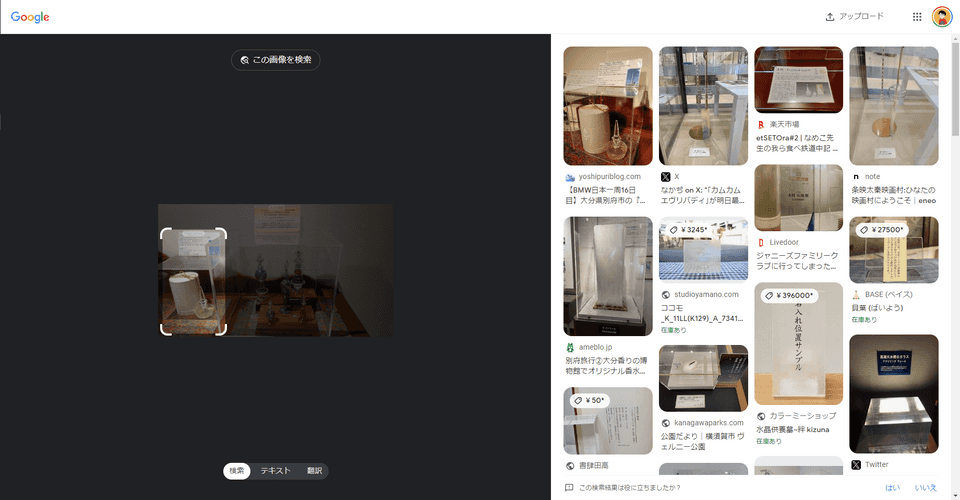 Google
アップロード
この画像を検索
検索
テキスト
翻訳
yoshipuriblog.com
【BMW日本一周16日
目】大分県別府市の『...
X
なかぢ on X: "「カムカム
エヴリバディ」が明日最...
楽天市場
etSETOra#2 | なめこ先
生の我ら食べ鉄道中記 ...
note
条映太秦映画村:ひなたの
映画村にようこそ｜eneo
ameblo.jp
別府旅行②大分香りの博
物館でオリジナル香水...
¥3245*
studioyamano.com
ココモ
_K_11LL(K129)_A_7341...
在庫あり
Livedoor
ジャニーズファミリーク
ラブに行ってしまった...
¥27500*
BASE (ベイス)
貝葉 (ばいよう)
在庫あり
¥50*
書肆田高
kanagawaparks.com
公園だより｜横須賀市 ヴ
ェルニー公園
¥396000*
名入れ位置サンプル
カラーミーショップ
水晶供養墓~絆 kizuna
在庫あり
Twitter
この検索結果は役に立ちましたか？
はい
いいえ